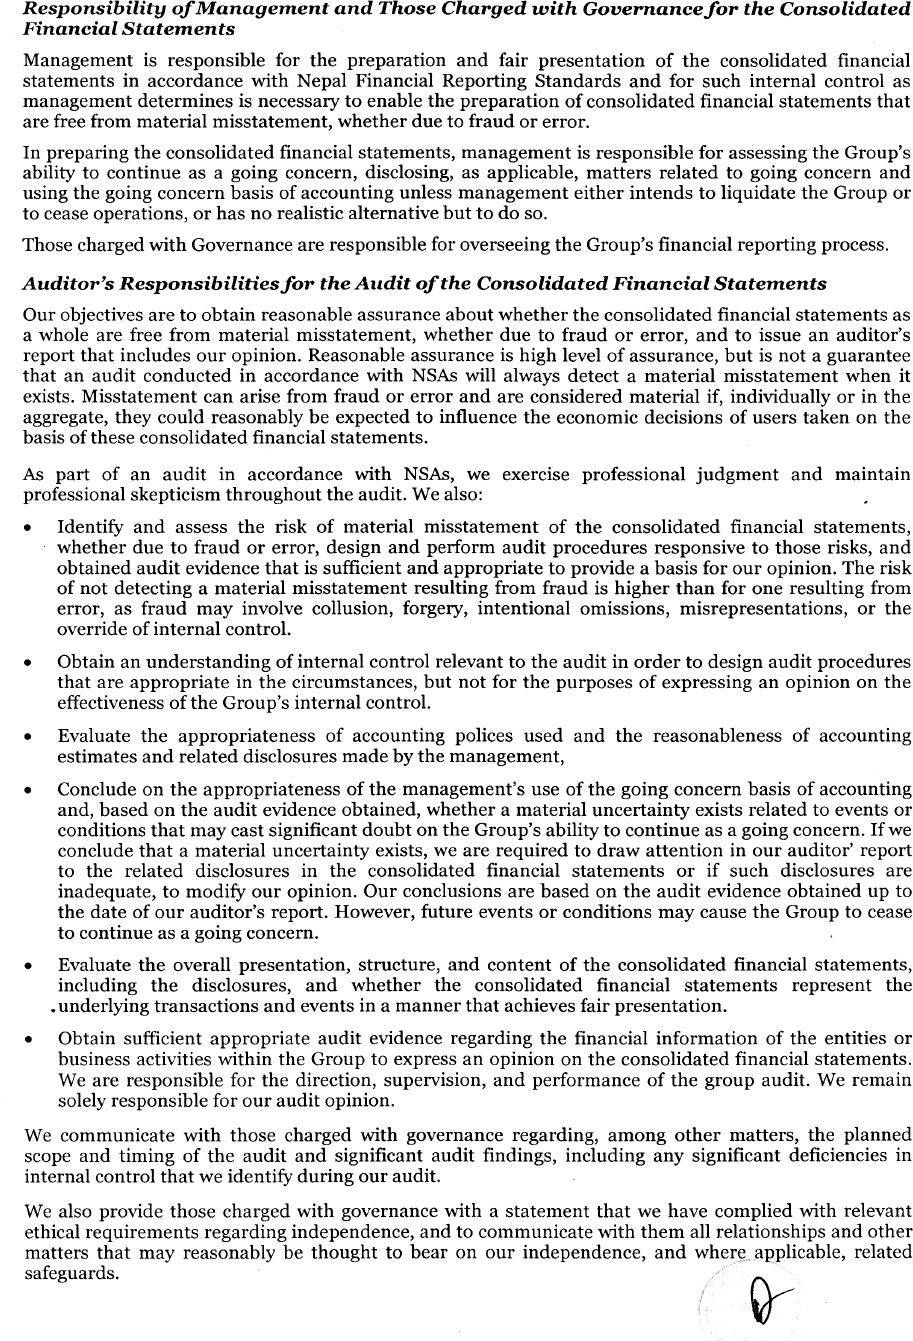 Responsibility of Management and Those Charged with Governance for the Consolidated
Financial Statements
Management is responsible for the preparation and fair presentation of the consolidated financial
statements in accordance with Nepal Financial Reporting Standards and for such internal control as
management determines is necessary to enable the preparation of consolidated financial statements that
are free from material misstatement, whether due to fraud or error.
In preparing the consolidated financial statements, management is responsible for assessing the Group's
ability to continue as a going concern, disclosing, as applicable, matters related to going concern and
using the going concern basis of accounting unless management either intends to liquidate the Group or
to cease operations, or has no realistic alternative but to do so.
Those charged with Governance are responsible for overseeing the Group's financial reporting process.
Auditor's Responsibilities for the Audit of the Consolidated Financial Statements
Our objectives are to obtain reasonable assurance about whether the consolidated financial statements as
a whole are free from material misstatement, whether due to fraud or error, and to issue an auditor's
report that includes our opinion. Reasonable assurance is high level of assurance, but is not a guarantee
that an audit conducted in accordance with NSAs will always detect a material misstatement when it
exists. Misstatement can arise from fraud or error and are considered material if, individually or in the
aggregate, they could reasonably be expected to influence the economic decisions of users taken on the
basis of these consolidated financial statements.
As part of an audit in accordance with NSAs, we exercise professional judgment and maintain
professional skepticism throughout the audit. We also:
• Identify and assess the risk of material misstatement of the consolidated financial statements,
whether due to fraud or error, design and perform audit procedures responsive to those risks, and
obtained audit evidence that is sufficient and appropriate to provide a basis for our opinion. The risk
of not detecting a material misstatement resulting from fraud is higher than for one resulting from
error, as fraud may involve collusion, forgery, intentional omissions, misrepresentations, or the
override of internal control.
• Obtain an understanding of internal control relevant to the audit in order to design audit procedures
that are appropriate in the circumstances, but not for the purposes of expressing an opinion on the
effectiveness of the Group's internal control.
• Evaluate the appropriateness of accounting polices used and the reasonableness of accounting
estimates and related disclosures made by the management,
• Conclude on the appropriateness of the management's use of the going concern basis of accounting
and, based on the audit evidence obtained, whether a material uncertainty exists related to events or
conditions that may cast significant doubt on the Group's ability to continue as a going concern. If we
conclude that a material uncertainty exists, we are required to draw attention in our auditor' report
to the related disclosures in the consolidated financial statements or if such disclosures are
inadequate, to modify our opinion. Our conclusions are based on the audit evidence obtained up to
the date of our auditor's report. However, future events or conditions may cause the Group to cease
to continue as a going concern.
• Evaluate the overall presentation, structure, and content of the consolidated financial statements,
including the disclosures, and whether the consolidated financial statements represent the
underlying transactions and events in a manner that achieves fair presentation.
• Obtain sufficient appropriate audit evidence regarding the financial information of the entities or
business activities within the Group to express an opinion on the consolidated financial statements.
We are responsible for the direction, supervision, and performance of the group audit. We remain
solely responsible for our audit opinion.
We communicate with those charged with governance regarding, among other matters, the planned
scope and timing of the audit and significant audit findings, including any significant deficiencies in
internal control that we identify during our audit.
We also provide those charged with governance with a statement that we have complied with relevant
ethical requirements regarding independence, and to communicate with them all relationships and other
matters that may reasonably be thought to bear on our independence, and where applicable, related
safeguards.